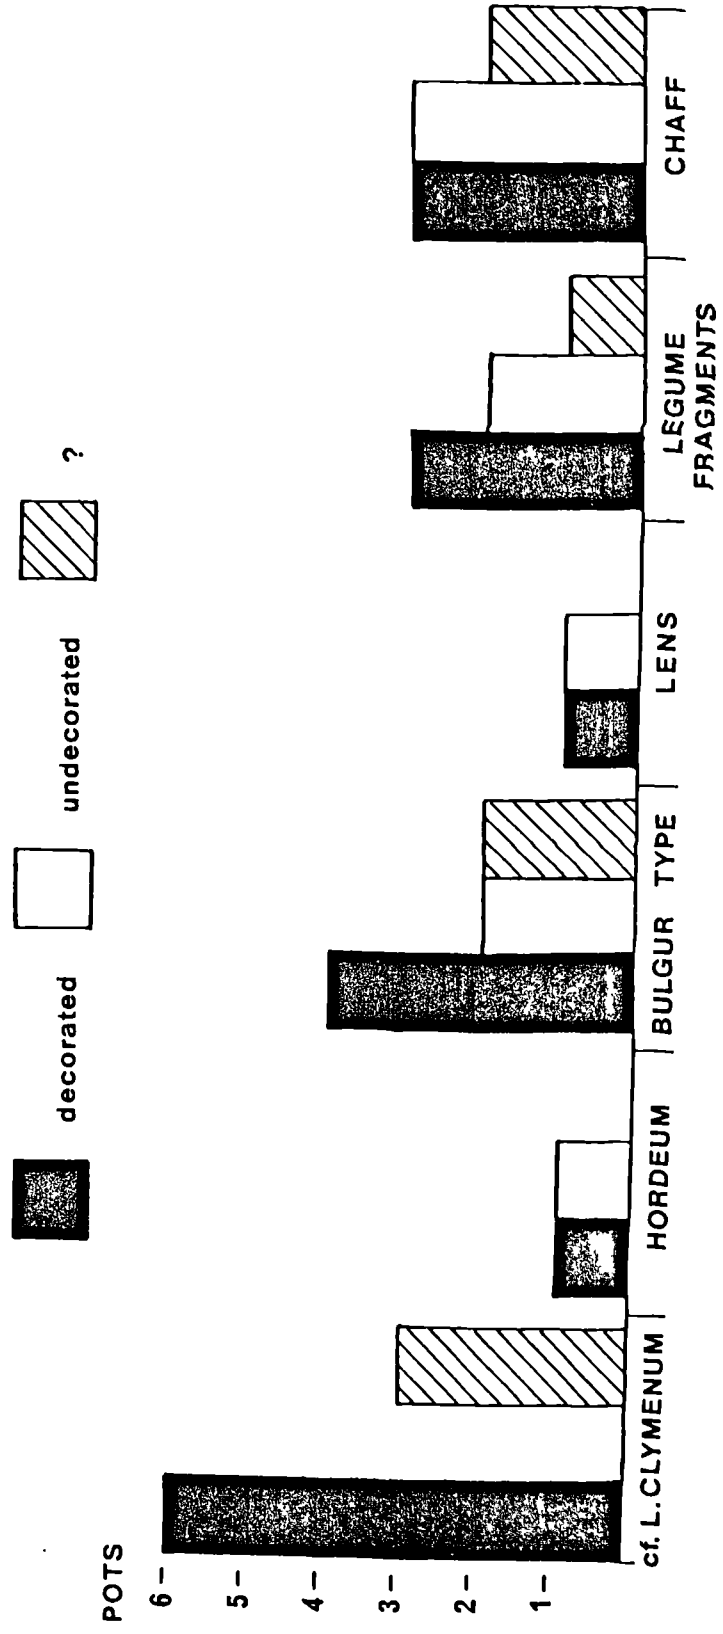 decorated
undecorated
?
POTS
6
5
4
3
2
1
cf. L.CLYMENUM
HORDEUM
BULGUR TYPE
LENS
LEGUME
FRAGMENTS
CHAFF